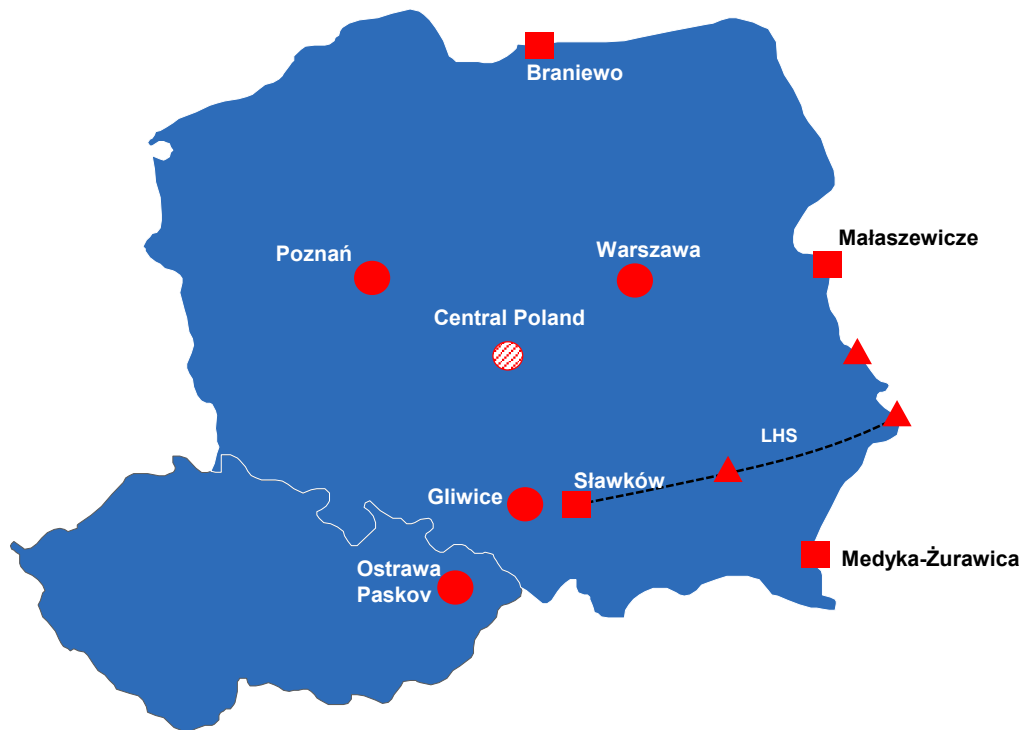 Braniewo
Małaszewicze
Poznań
Warszawa
Central Poland
LHS
Sławków
Gliwice
Medyka-Żurawica
Ostrawa
Paskov